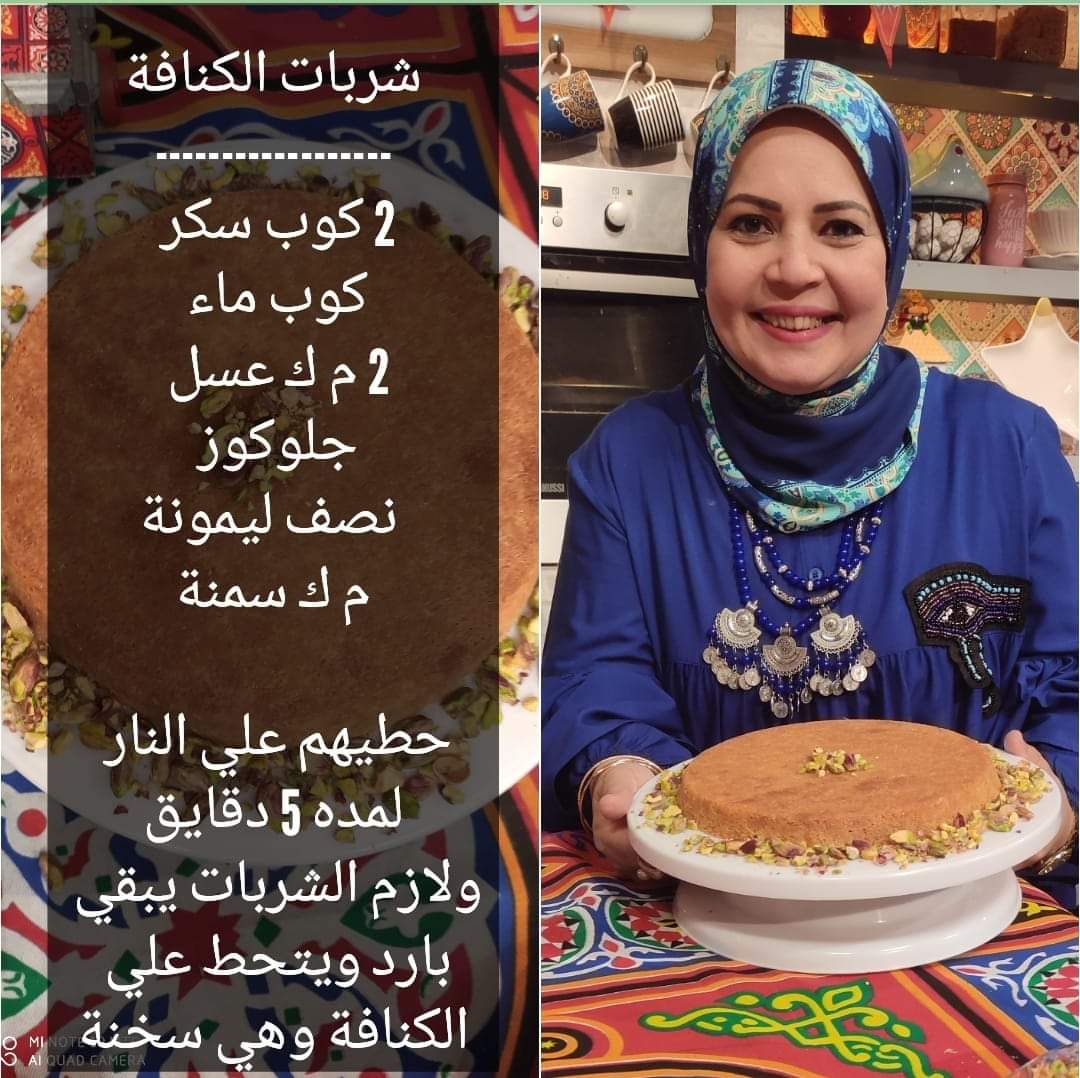 شربات الكنافة
------------------
2 كوب سكر
كوب ماء
2 م ك عسل
جلوكوز
نصف ليمونة
م ك سمنة
حطيهم علي النار
لمده 5 دقايق
ولازم الشربات يبقي
بارد ويتحط علي
الكنافة وهي سخنة
MI NOTE
AI QUAD CAMERA